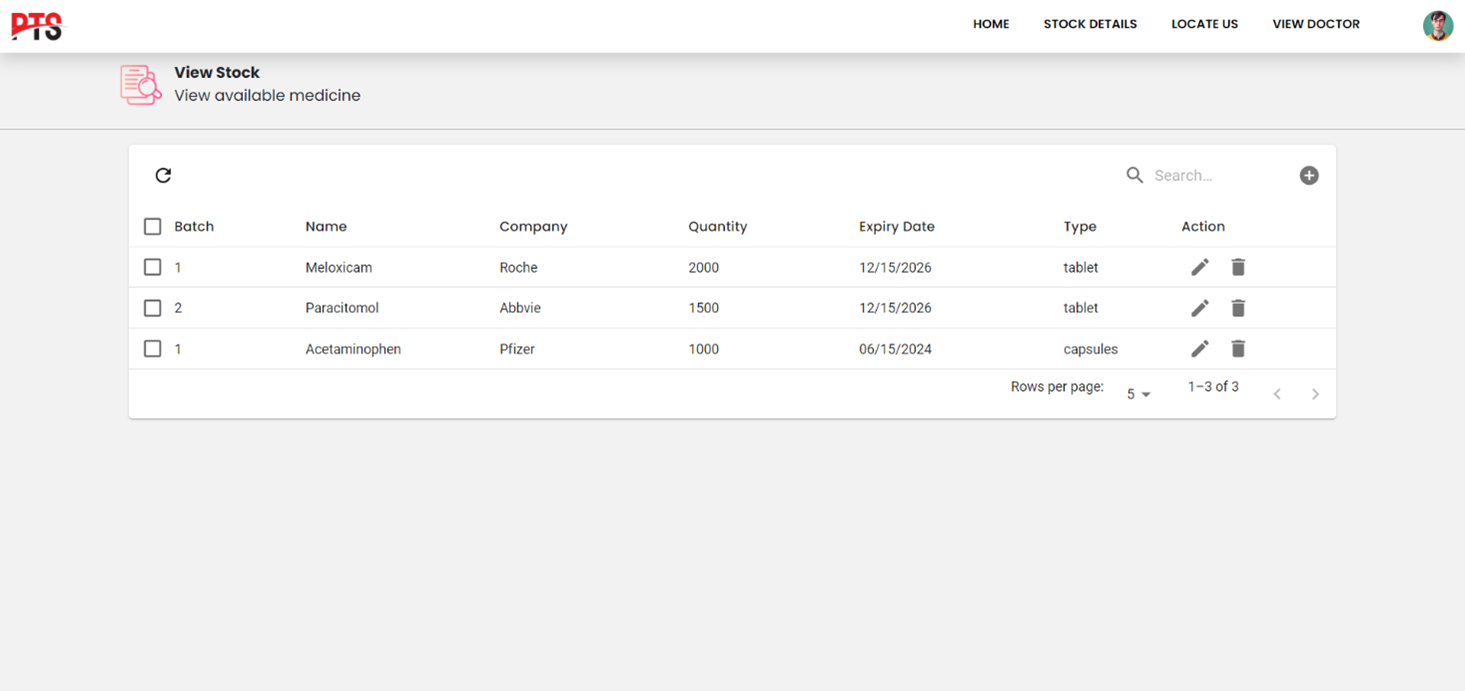 PTS
HOME STOCK DETAILS LOCATE US VIEW DOCTOR
View Stock
View available medicine
Search...
Batch Name Company Quantity Expiry Date Type Action
1 Meloxicam Roche 2000 12/15/2026 tablet
2 Paracitomol Abbvie 1500 12/15/2026 tablet
1 Acetaminophen Pfizer 1000 06/15/2024 capsules
Rows per page: 5 1–3 of 3